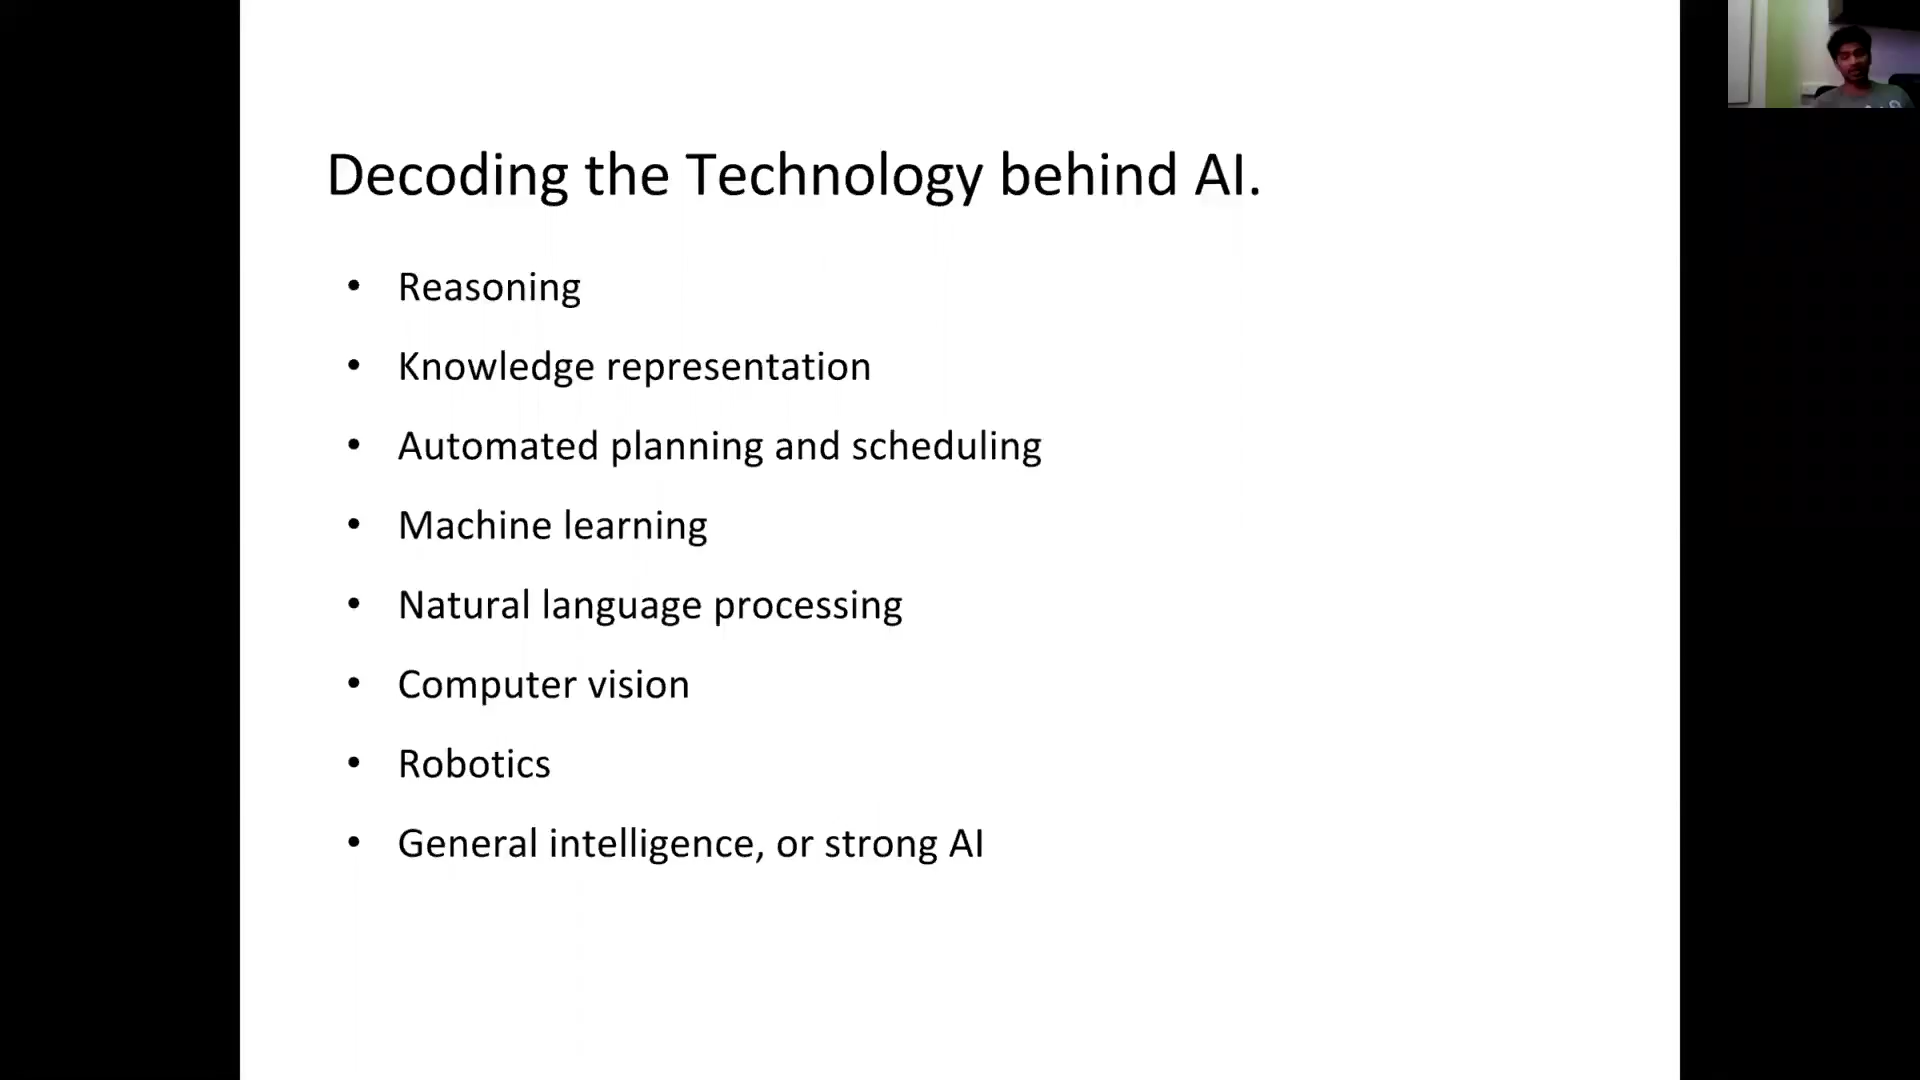 Decoding the Technology behind AI.
• Reasoning
• Knowledge representation
• Automated planning and scheduling
• Machine learning
• Natural language processing
• Computer vision
• Robotics
• General intelligence, or strong AI